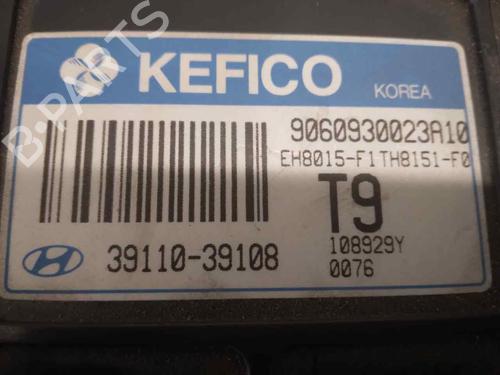 KEFICO
KOREA
9060930023A10
EH8015-F1TH8151-F0
T9
39110-39108
108929Y
0076
B-PARTS